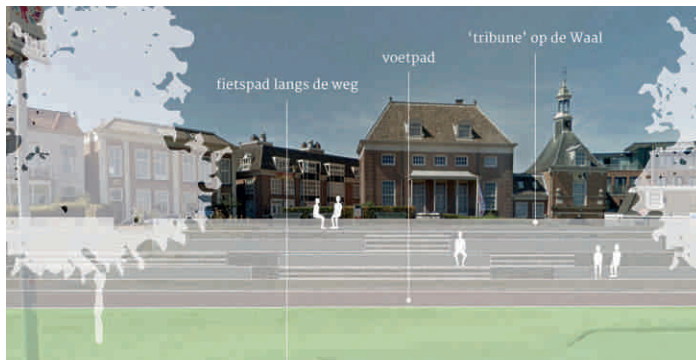 ‘tribune’ op de Waal
voetpad
fietspad langs de weg